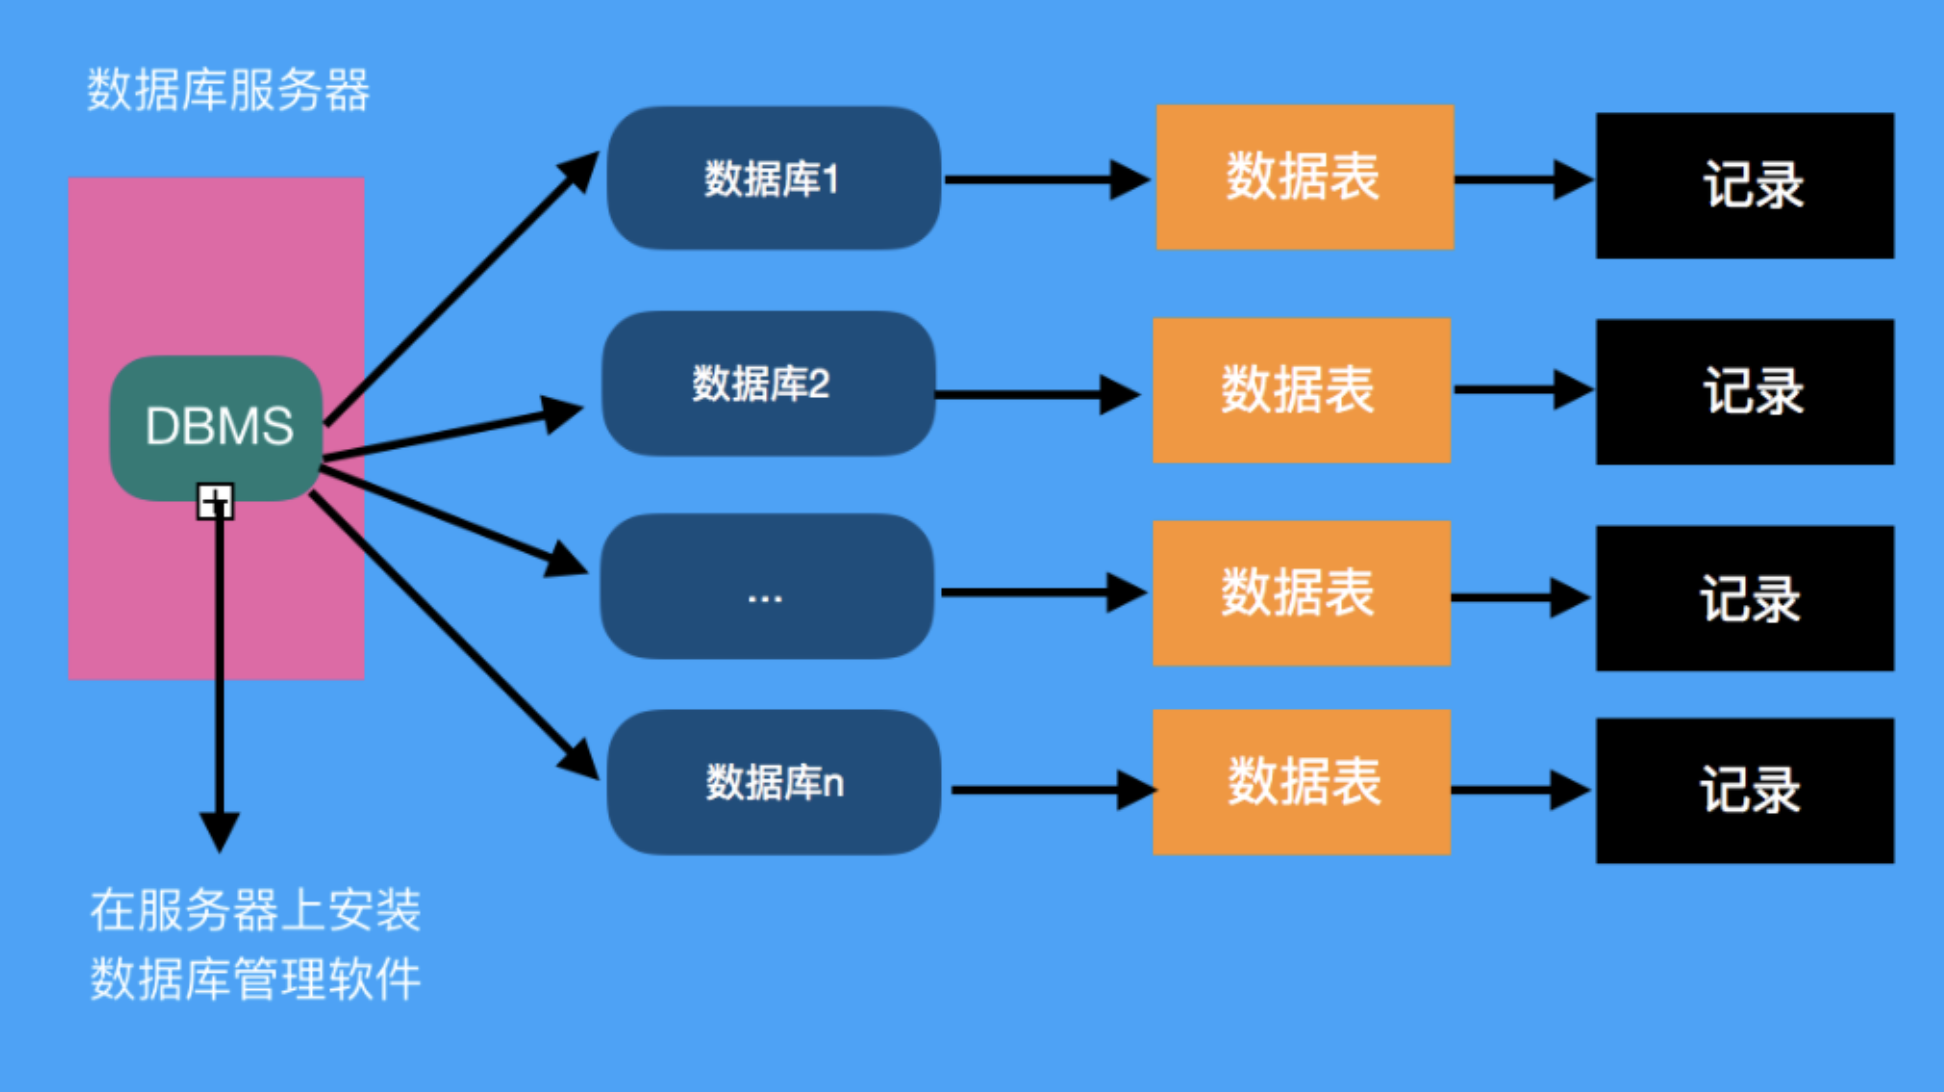 数据库服务器
DBMS
在服务器上安装
数据库管理软件
数据库1
数据表
记录
数据库2
数据表
记录
...
数据表
记录
数据库n
数据表
记录